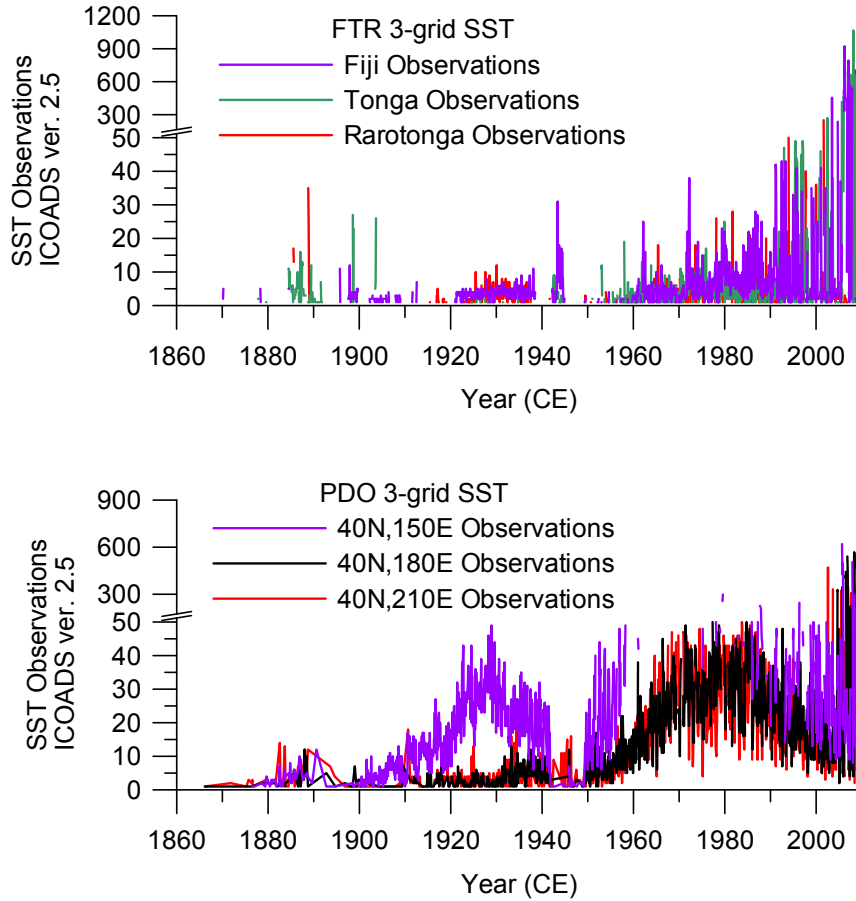 FTR 3-grid SST
Fiji Observations
Tonga Observations
Rarotonga Observations
SST Observations
ICOADS ver. 2.5
1200
900
600
300
50
40
30
20
10
0
1860 1880 1900 1920 1940 1960 1980 2000
Year (CE)
PDO 3-grid SST
40N,150E Observations
40N,180E Observations
40N,210E Observations
SST Observations
ICOADS ver. 2.5
900
600
300
50
40
30
20
10
0
1860 1880 1900 1920 1940 1960 1980 2000
Year (CE)